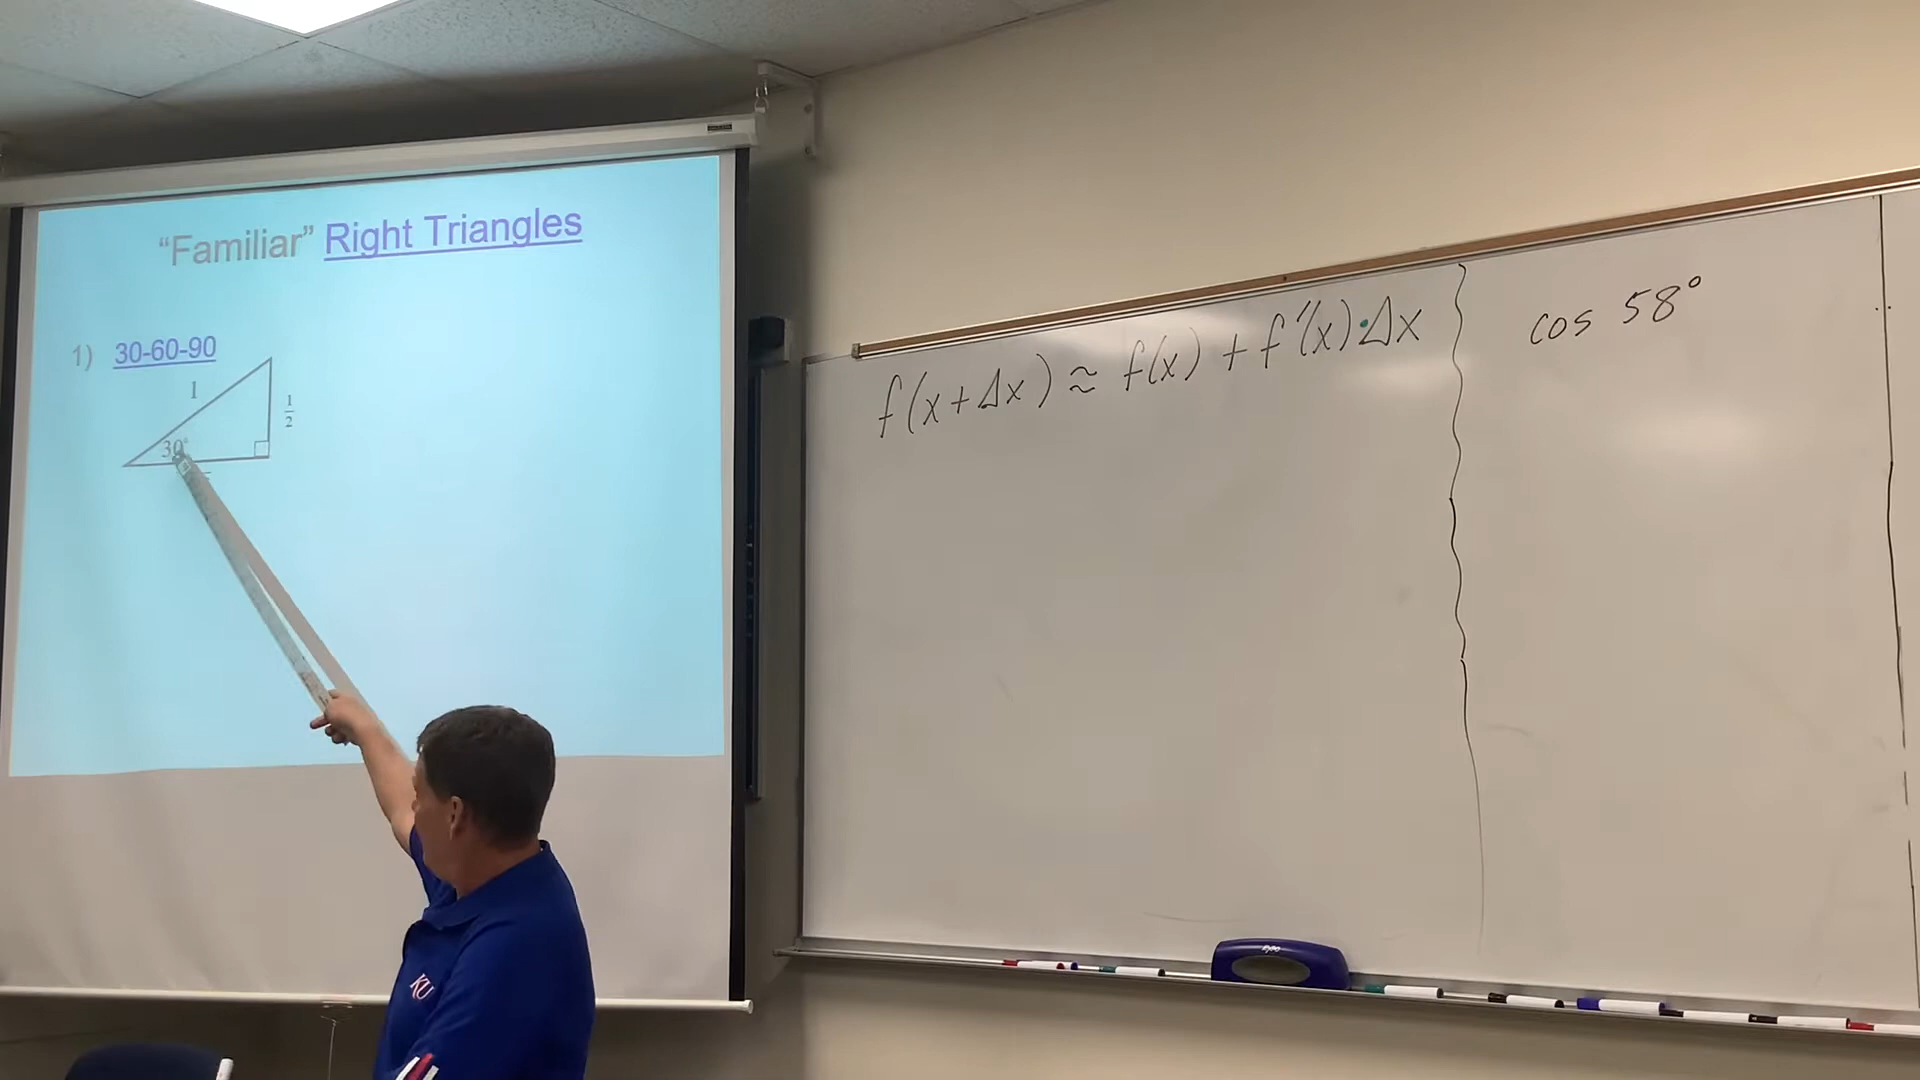 “Familiar” Right Triangles
1) 30-60-90
1
1/2
30°
f(x+Δx) ≈ f(x) + f'(x)·Δx
cos 58°
KU